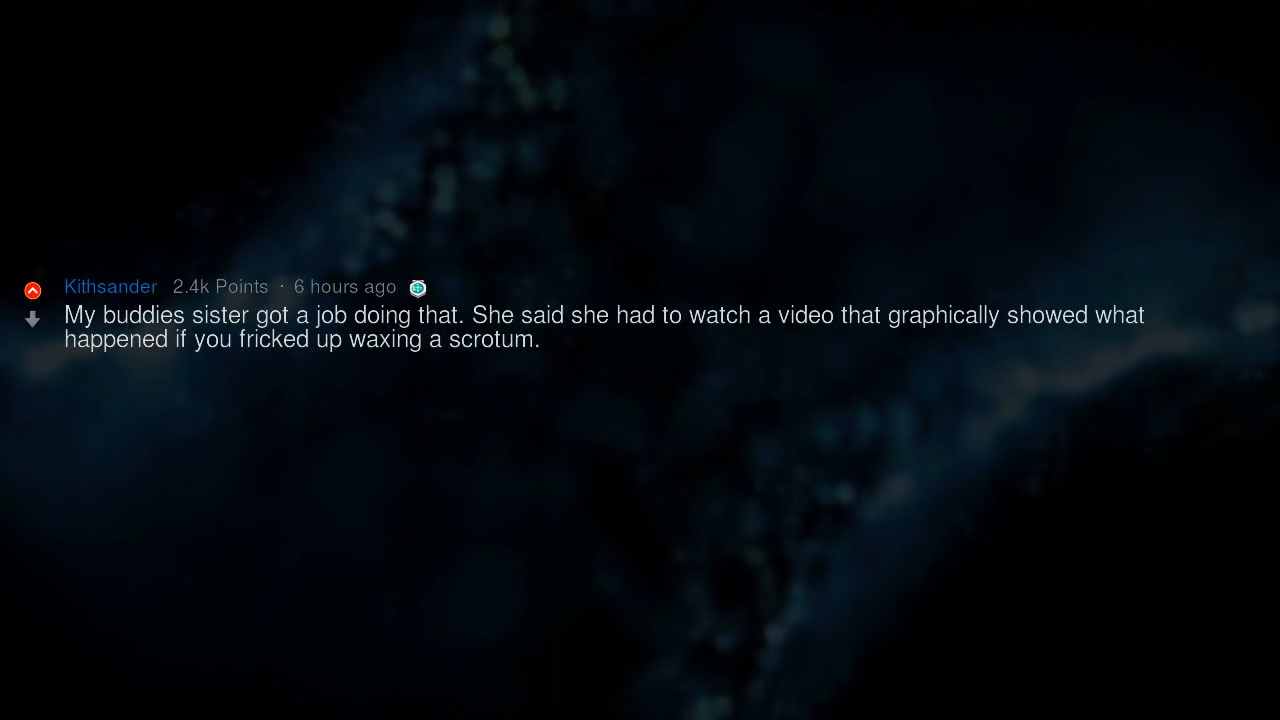 Kithsander 2.4k Points · 6 hours ago
My buddies sister got a job doing that. She said she had to watch a video that graphically showed what
happened if you fricked up waxing a scrotum.